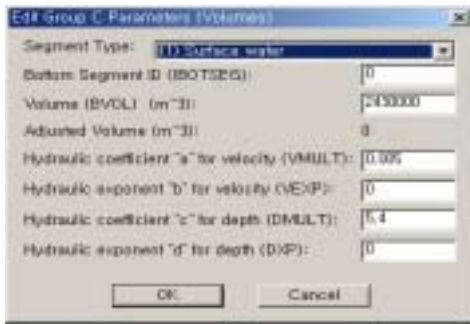 Edit Group C Parameters (Volumes)
Segment Type: (1) Surface water
Bottom Segment ID (IBOTSEG): 0
Volume (BVOL) (m^3): 2430000
Adjusted Volume (m^3): 0
Hydraulic coefficient "a" for velocity (VMULT): 0.005
Hydraulic exponent "b" for velocity (VEXP): 0
Hydraulic coefficient "c" for depth (DMULT): 5.4
Hydraulic exponent "d" for depth (DXP): 0
OK Cancel